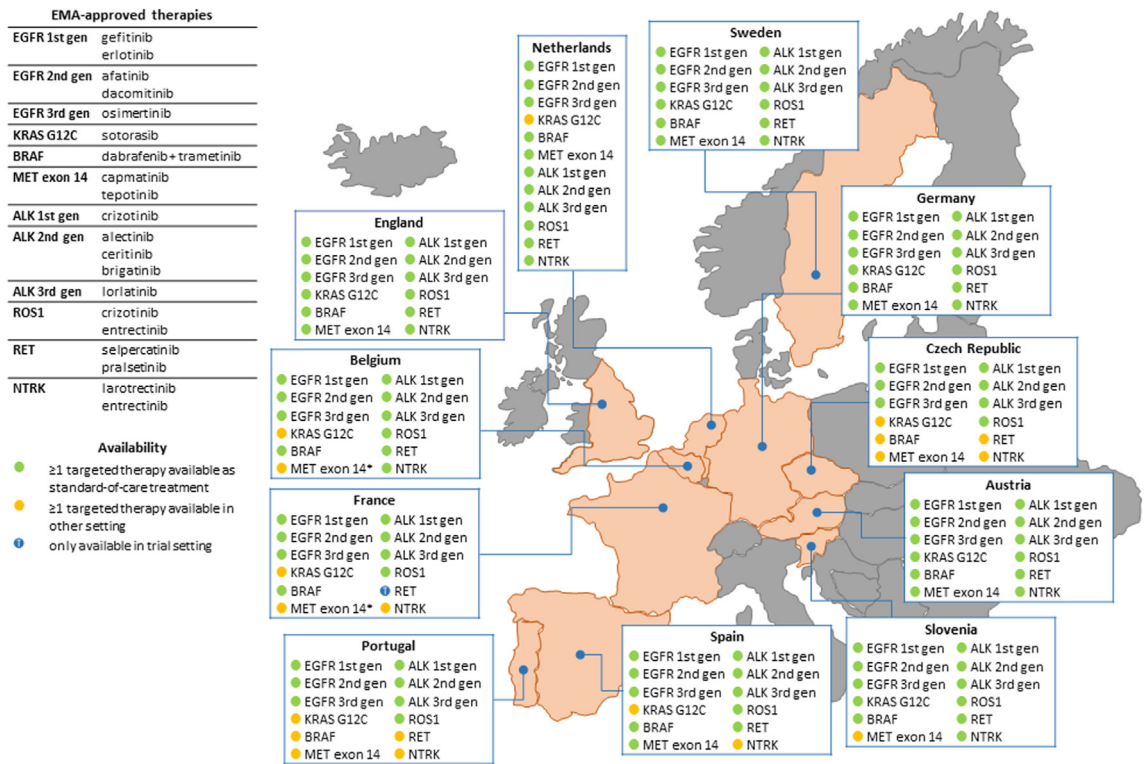 EMA-approved therapies
EGFR 1st gen gefitinib
erlotinib
EGFR 2nd gen afatinib
dacomitinib
EGFR 3rd gen osimertinib
KRAS G12C sotorasib
BRAF dabrafenib + trametinib
MET exon 14 capmatinib
tepotinib
ALK 1st gen crizotinib
ALK 2nd gen alectinib
ceritinib
brigatinib
ALK 3rd gen lorlatinib
ROS1 crizotinib
entrectinib
RET selpercatinib
pralsetinib
NTRK larotrectinib
entrectinib
Availability
≥1 targeted therapy available as
standard-of-care treatment
≥1 targeted therapy available in
other setting
T only available in trial setting
Netherlands
EGFR 1st gen
EGFR 2nd gen
EGFR 3rd gen
KRAS G12C
BRAF
MET exon 14
ALK 1st gen
ALK 2nd gen
ALK 3rd gen
ROS1
RET
NTRK
Sweden
EGFR 1st gen ALK 1st gen
EGFR 2nd gen ALK 2nd gen
EGFR 3rd gen ALK 3rd gen
KRAS G12C ROS1
BRAF RET
MET exon 14 NTRK
England
EGFR 1st gen ALK 1st gen
EGFR 2nd gen ALK 2nd gen
EGFR 3rd gen ALK 3rd gen
KRAS G12C ROS1
BRAF RET
MET exon 14 NTRK
Germany
EGFR 1st gen ALK 1st gen
EGFR 2nd gen ALK 2nd gen
EGFR 3rd gen ALK 3rd gen
KRAS G12C ROS1
BRAF RET
MET exon 14 NTRK
Belgium
EGFR 1st gen ALK 1st gen
EGFR 2nd gen ALK 2nd gen
EGFR 3rd gen ALK 3rd gen
KRAS G12C ROS1
BRAF RET
MET exon 14* NTRK
Czech Republic
EGFR 1st gen ALK 1st gen
EGFR 2nd gen ALK 2nd gen
EGFR 3rd gen ALK 3rd gen
KRAS G12C ROS1
BRAF RET
MET exon 14 NTRK
France
EGFR 1st gen ALK 1st gen
EGFR 2nd gen ALK 2nd gen
EGFR 3rd gen ALK 3rd gen
KRAS G12C ROS1
BRAF T RET
MET exon 14* NTRK
Austria
EGFR 1st gen ALK 1st gen
EGFR 2nd gen ALK 2nd gen
EGFR 3rd gen ALK 3rd gen
KRAS G12C ROS1
BRAF RET
MET exon 14 NTRK
Portugal
EGFR 1st gen ALK 1st gen
EGFR 2nd gen ALK 2nd gen
EGFR 3rd gen ALK 3rd gen
KRAS G12C ROS1
BRAF RET
MET exon 14 NTRK
Spain
EGFR 1st gen ALK 1st gen
EGFR 2nd gen ALK 2nd gen
EGFR 3rd gen ALK 3rd gen
KRAS G12C ROS1
BRAF RET
MET exon 14 NTRK
Slovenia
EGFR 1st gen ALK 1st gen
EGFR 2nd gen ALK 2nd gen
EGFR 3rd gen ALK 3rd gen
KRAS G12C ROS1
BRAF RET
MET exon 14 NTRK